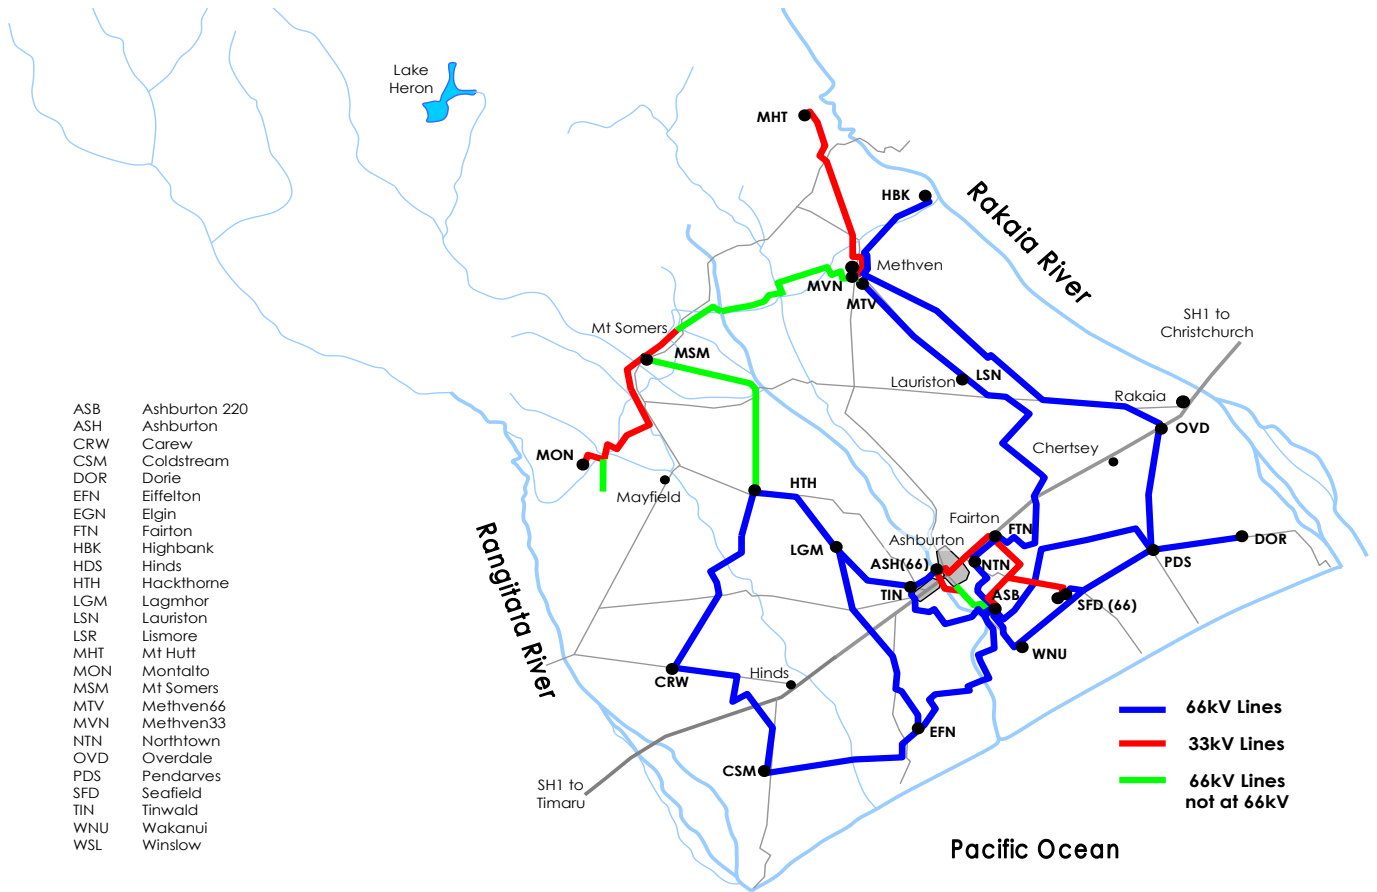 Lake
Heron
MHT
HBK
Rakaia River
Methven
MVN
MTV
SH1 to
Christchurch
Mt Somers
MSM
LSN
Lauriston
Rakaia
OVD
Chertsey
MON
Mayfield
HTH
Fairton
FTN
Ashburton
LGM
ASH(66)
NTN
DOR
PDS
TIN
ASB
SFD (66)
WNU
Rangitata River
CRW
Hinds
EFN
CSM
SH1 to
Timaru
ASB Ashburton 220
ASH Ashburton
CRW Carew
CSM Coldstream
DOR Dorie
EFN Eiffelton
EGN Elgin
FTN Fairton
HBK Highbank
HDS Hinds
HTH Hackthorne
LGM Lagmhor
LSN Lauriston
LSR Lismore
MHT Mt Hutt
MON Montalto
MSM Mt Somers
MTV Methven66
MVN Methven33
NTN Northtown
OVD Overdale
PDS Pendarves
SFD Seafield
TIN Tinwald
WNU Wakanui
WSL Winslow
66kV Lines
33kV Lines
66kV Lines
not at 66kV
Pacific Ocean